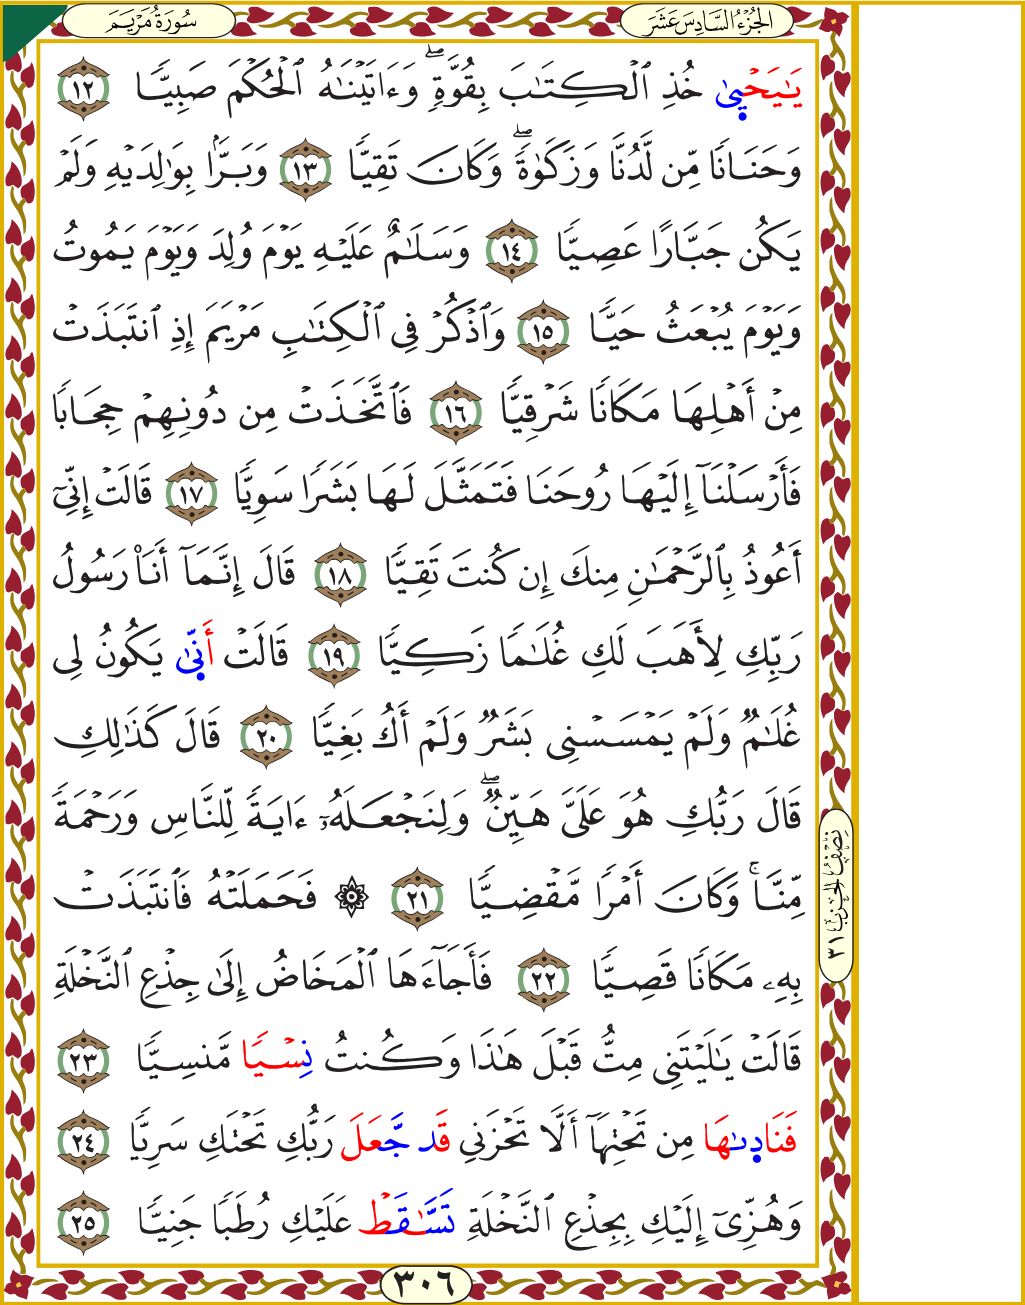 الجُزْءُ السَّادِسَ عَشَرَ
سُورَةُ مَرْيَمَ
يَٰيَحۡيٜىٰ خُذِ ٱلۡكِتَٰبَ بِقُوَّةٖۖ وَءَاتَيۡنَٰهُ ٱلۡحُكۡمَ صَبِيّٗا ١٢
وَحَنَانٗا مِّن لَّدُنَّا وَزَكَوٰةٗۖ وَكَانَ تَقِيّٗا ١٣ وَبَرَّۢا بِوَٰلِدَيۡهِ وَلَمۡ
يَكُن جَبَّارًا عَصِيّٗا ١٤ وَسَلَٰمٌ عَلَيۡهِ يَوۡمَ وُلِدَ وَيَوۡمَ يَمُوتُ
وَيَوۡمَ يُبۡعَثُ حَيّٗا ١٥ وَٱذۡكُرۡ فِي ٱلۡكِتَٰبِ مَرۡيَمَ إِذِ ٱنتَبَذَتۡ
مِنۡ أَهۡلِهَا مَكَانٗا شَرۡقِيّٗا ١٦ فَٱتَّخَذَتۡ مِن دُونِهِمۡ حِجَابٗا
فَأَرۡسَلۡنَآ إِلَيۡهَا رُوحَنَا فَتَمَثَّلَ لَهَا بَشَرٗا سَوِيّٗا ١٧ قَالَتۡ إِنِّيٓ
أَعُوذُ بِٱلرَّحۡمَٰنِ مِنكَ إِن كُنتَ تَقِيّٗا ١٨ قَالَ إِنَّمَآ أَنَا۠ رَسُولُ
رَبِّكِ لِأَهَبَ لَكِ غُلَٰمٗا زَكِيّٗا ١٩ قَالَتۡ أَنّٜىٰ يَكُونُ لِي
غُلَٰمٞ وَلَمۡ يَمۡسَسۡنِي بَشَرٞ وَلَمۡ أَكُ بَغِيّٗا ٢٠ قَالَ كَذَٰلِكِ
قَالَ رَبُّكِ هُوَ عَلَيَّ هَيِّنٞۖ وَلِنَجۡعَلَهُۥٓ ءَايَةٗ لِّلنَّاسِ وَرَحۡمَةٗ
مِّنَّاۚ وَكَانَ أَمۡرٗا مَّقۡضِيّٗا ٢١ ۞ فَحَمَلَتۡهُ فَٱنتَبَذَتۡ
بِهِۦ مَكَانٗا قَصِيّٗا ٢٢ فَأَجَآءَهَا ٱلۡمَخَاضُ إِلَىٰ جِذۡعِ ٱلنَّخۡلَةِ
قَالَتۡ يَٰلَيۡتَنِي مِتُّ قَبۡلَ هَٰذَا وَكُنتُ نِسۡيٗا مَّنسِيّٗا ٢٣
فَنَادٜىٰهَا مِن تَحۡتِهَآ أَلَّا تَحۡزَنِي قَد جَّعَلَ رَبُّكِ تَحۡتَكِ سَرِيّٗا ٢٤
وَهُزِّيٓ إِلَيۡكِ بِجِذۡعِ ٱلنَّخۡلَةِ تَسَّٰقَطۡ عَلَيۡكِ رُطَبٗا جَنِيّٗا ٢٥
نِصْفُ الحِزْبِ ٣١
٣٠٦